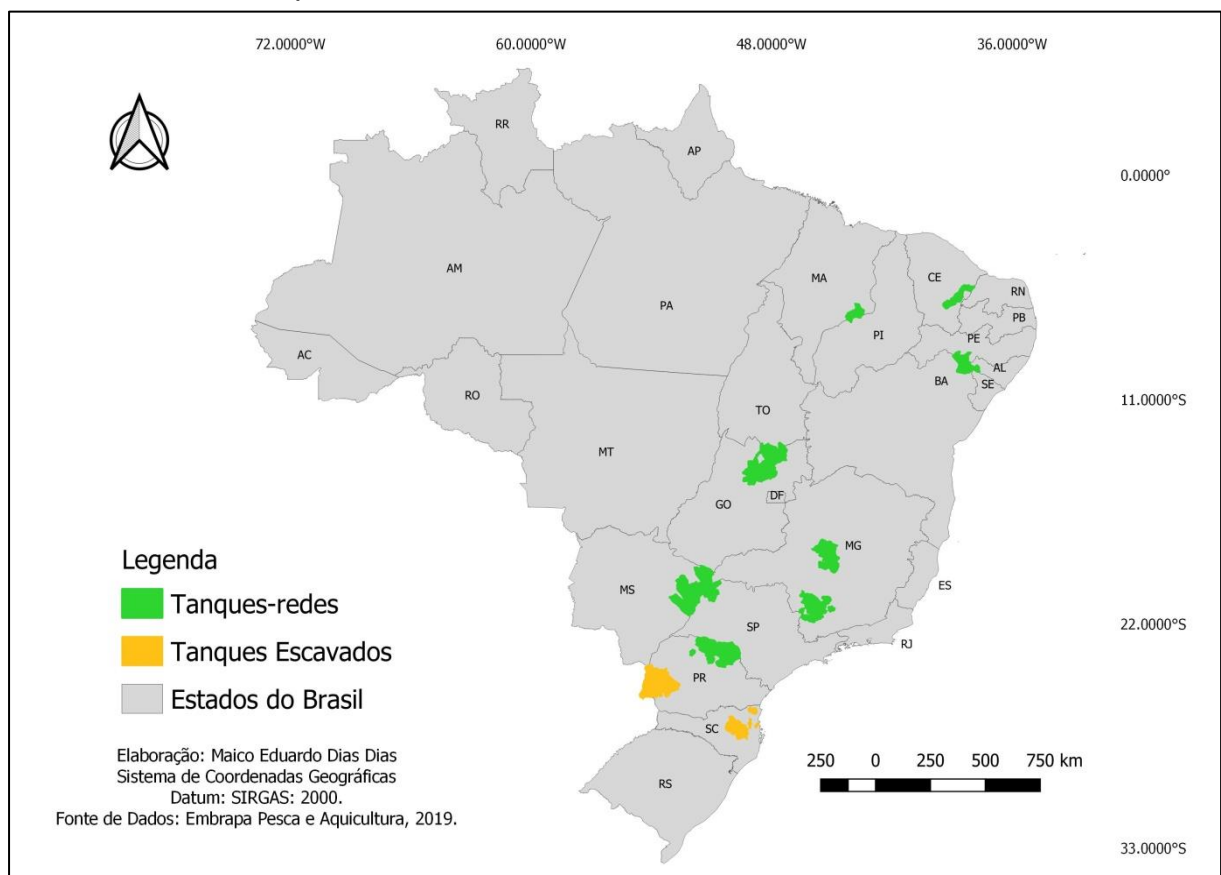 72.0000°W
60.0000°W
48.0000°W
36.0000°W
0.0000°
11.0000°S
22.0000°S
33.0000°S
RR
AP
AM
PA
MA
CE
RN
PB
PE
PI
AL
SE
BA
AC
RO
TO
MT
GO
DF
MG
ES
MS
SP
RJ
PR
SC
RS
Legenda
Tanques-redes
Tanques Escavados
Estados do Brasil
Elaboração: Maico Eduardo Dias Dias
Sistema de Coordenadas Geográficas
Datum: SIRGAS: 2000.
Fonte de Dados: Embrapa Pesca e Aquicultura, 2019.
250 0 250 500 750 km